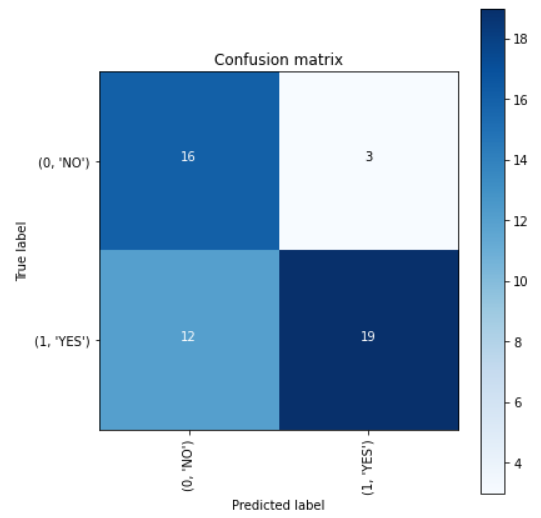 Confusion matrix
(0, 'NO')
(1, 'YES')
True label
16
3
12
19
(0, 'NO')
(1, 'YES')
Predicted label
18
16
14
12
10
8
6
4